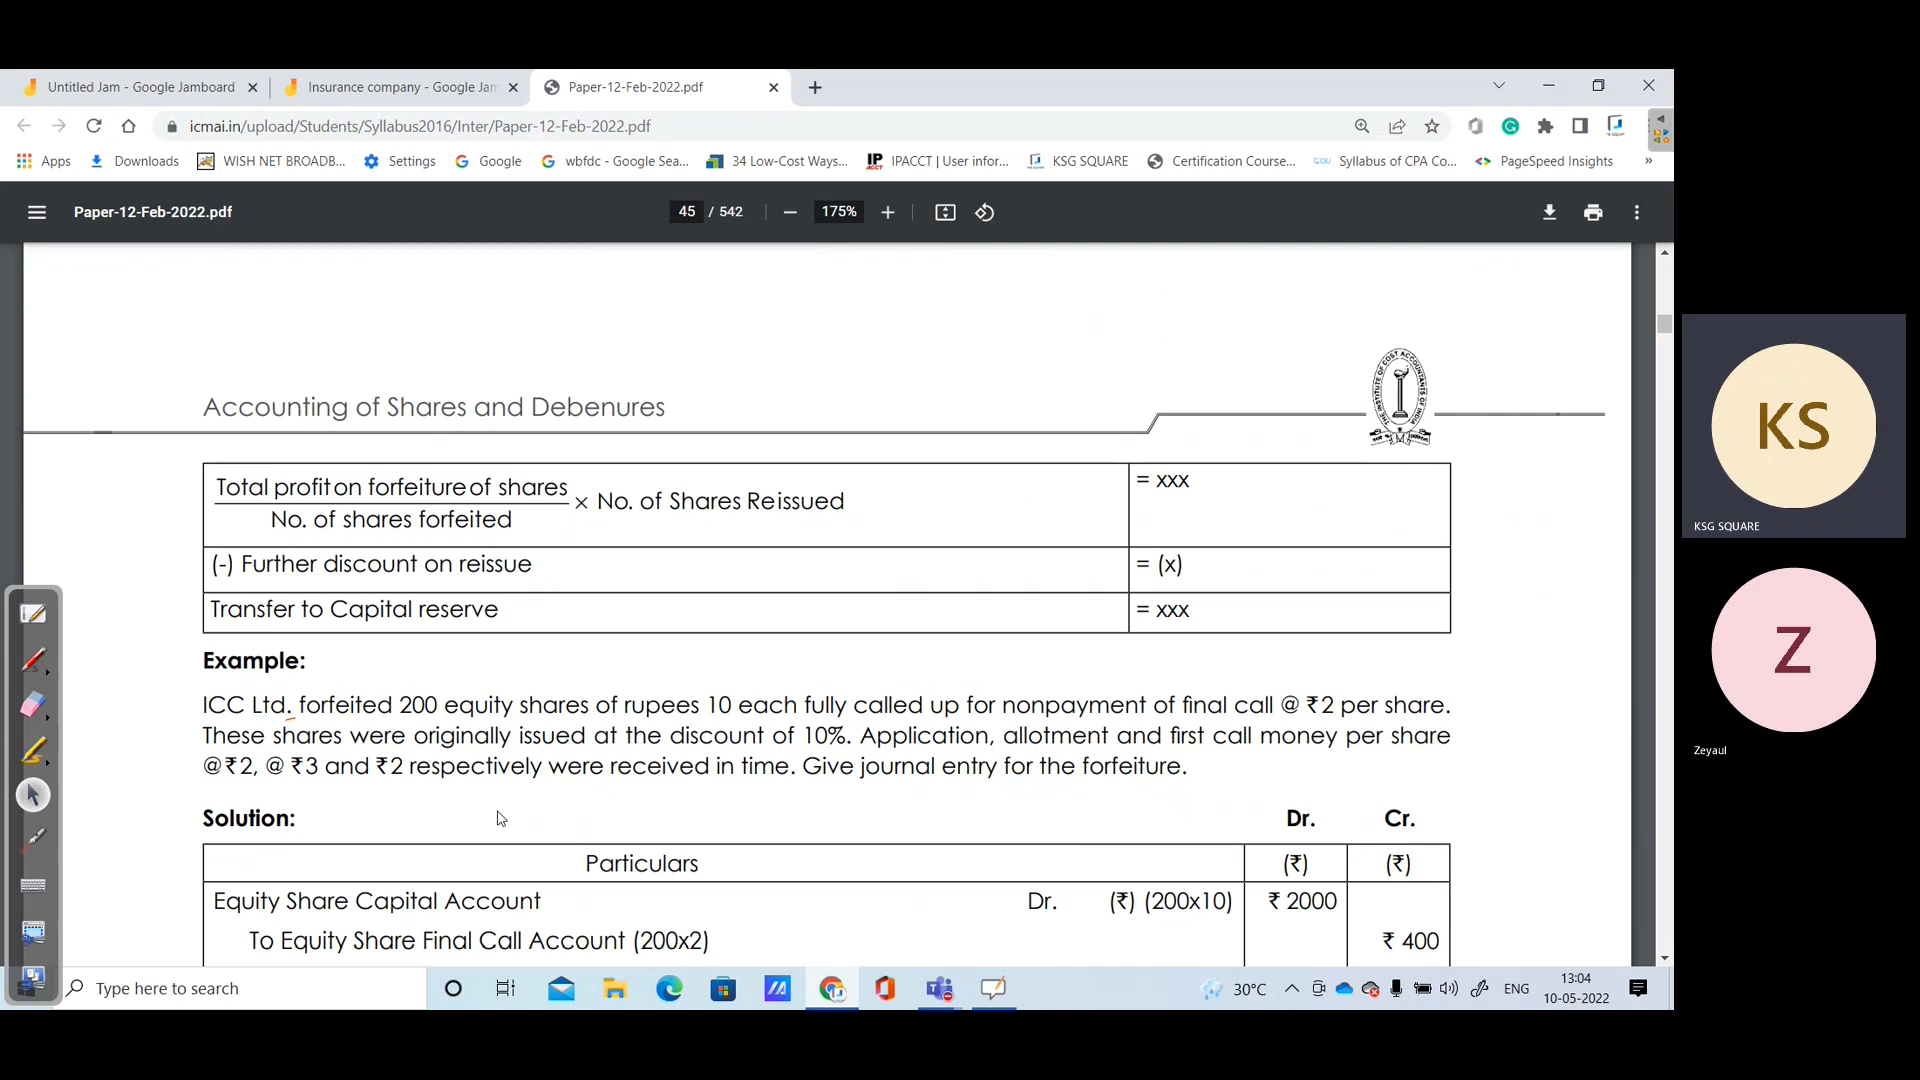 Untitled Jam - Google Jamboard
Insurance company - Google Jam
Paper-12-Feb-2022.pdf
icmai.in/upload/Students/Syllabus2016/Inter/Paper-12-Feb-2022.pdf
Apps
Downloads
WISH NET BROADB...
Settings
Google
wbfdc - Google Sea...
34 Low-Cost Ways...
IPACCT | User infor...
KSG SQUARE
Certification Course...
Syllabus of CPA Co...
PageSpeed Insights
»
Paper-12-Feb-2022.pdf
45 / 542
175%
Accounting of Shares and Debenures
THE INSTITUTE OF COST ACCOUNTANTS OF INDIA
Total profit on forfeiture of shares
No. of shares forfeited
× No. of Shares Reissued
= xxx
(-) Further discount on reissue
= (x)
Transfer to Capital reserve
= xxx
Example:
ICC Ltd. forfeited 200 equity shares of rupees 10 each fully called up for nonpayment of final call @ ₹2 per share.
These shares were originally issued at the discount of 10%. Application, allotment and first call money per share
@₹2, @ ₹3 and ₹2 respectively were received in time. Give journal entry for the forfeiture.
Solution:
Dr.
Cr.
Particulars
(₹)
(₹)
Equity Share Capital Account Dr. (₹) (200x10)
₹ 2000
To Equity Share Final Call Account (200x2)
₹ 400
KS
KSG SQUARE
Z
Zeyaul
Type here to search
30°C
ENG
13:04
10-05-2022